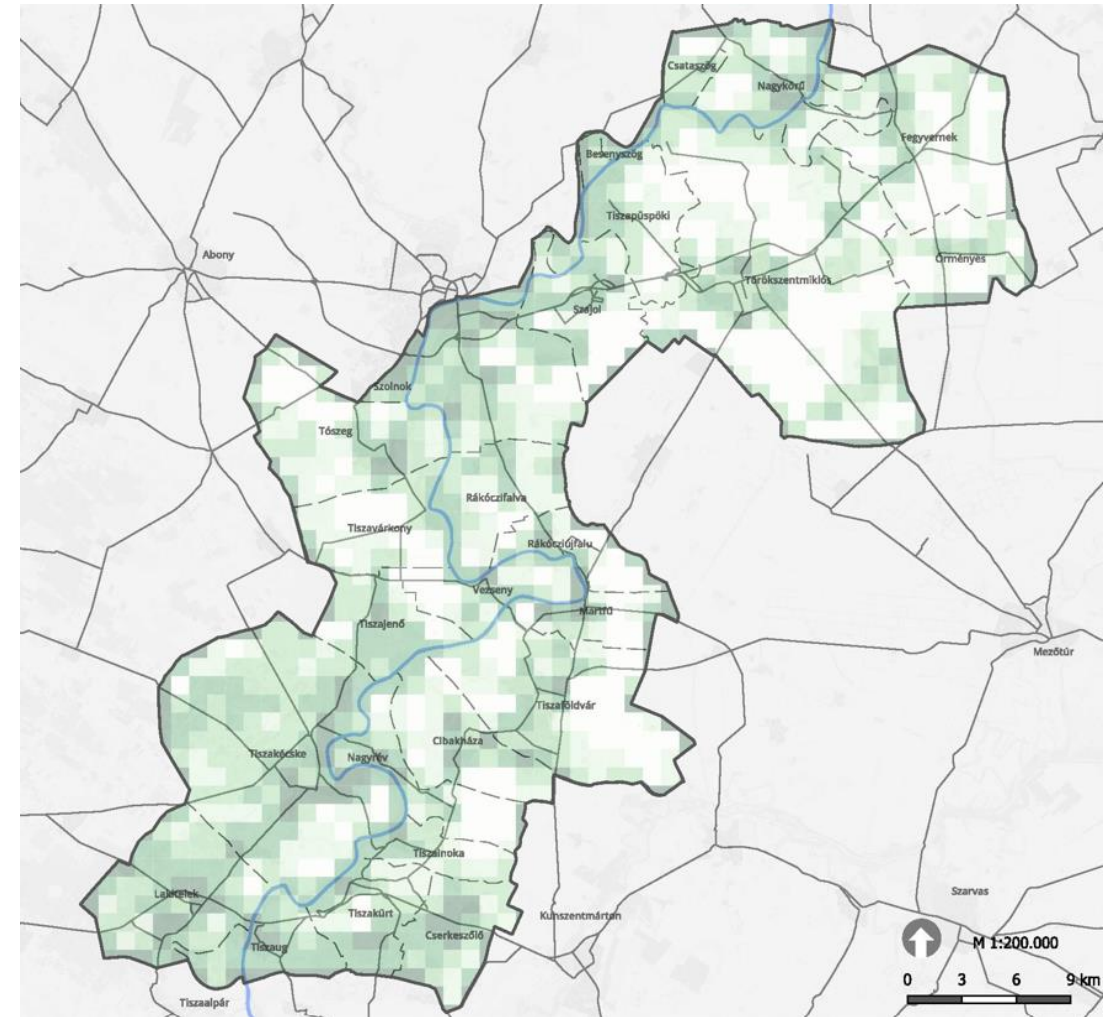 Csataszög
Nagykörű
Fegyvernek
Besenyszög
Tiszapüspöki
Abony
Örményes
Törökszentmiklós
Szajol
Szolnok
Tószeg
Rákóczifalva
Tiszavárkony
Rákócziújfalu
Vezseny
Martfű
Tiszajenő
Mezőtúr
Tiszaföldvár
Cibakháza
Tiszakécske
Nagyrév
Tiszainoka
Lakitelek
Szarvas
Tiszakürt
Kunszentmárton
Cserkeszőlő
Tiszaug
M 1:200.000
0 3 6 9 km
Tiszaalpár